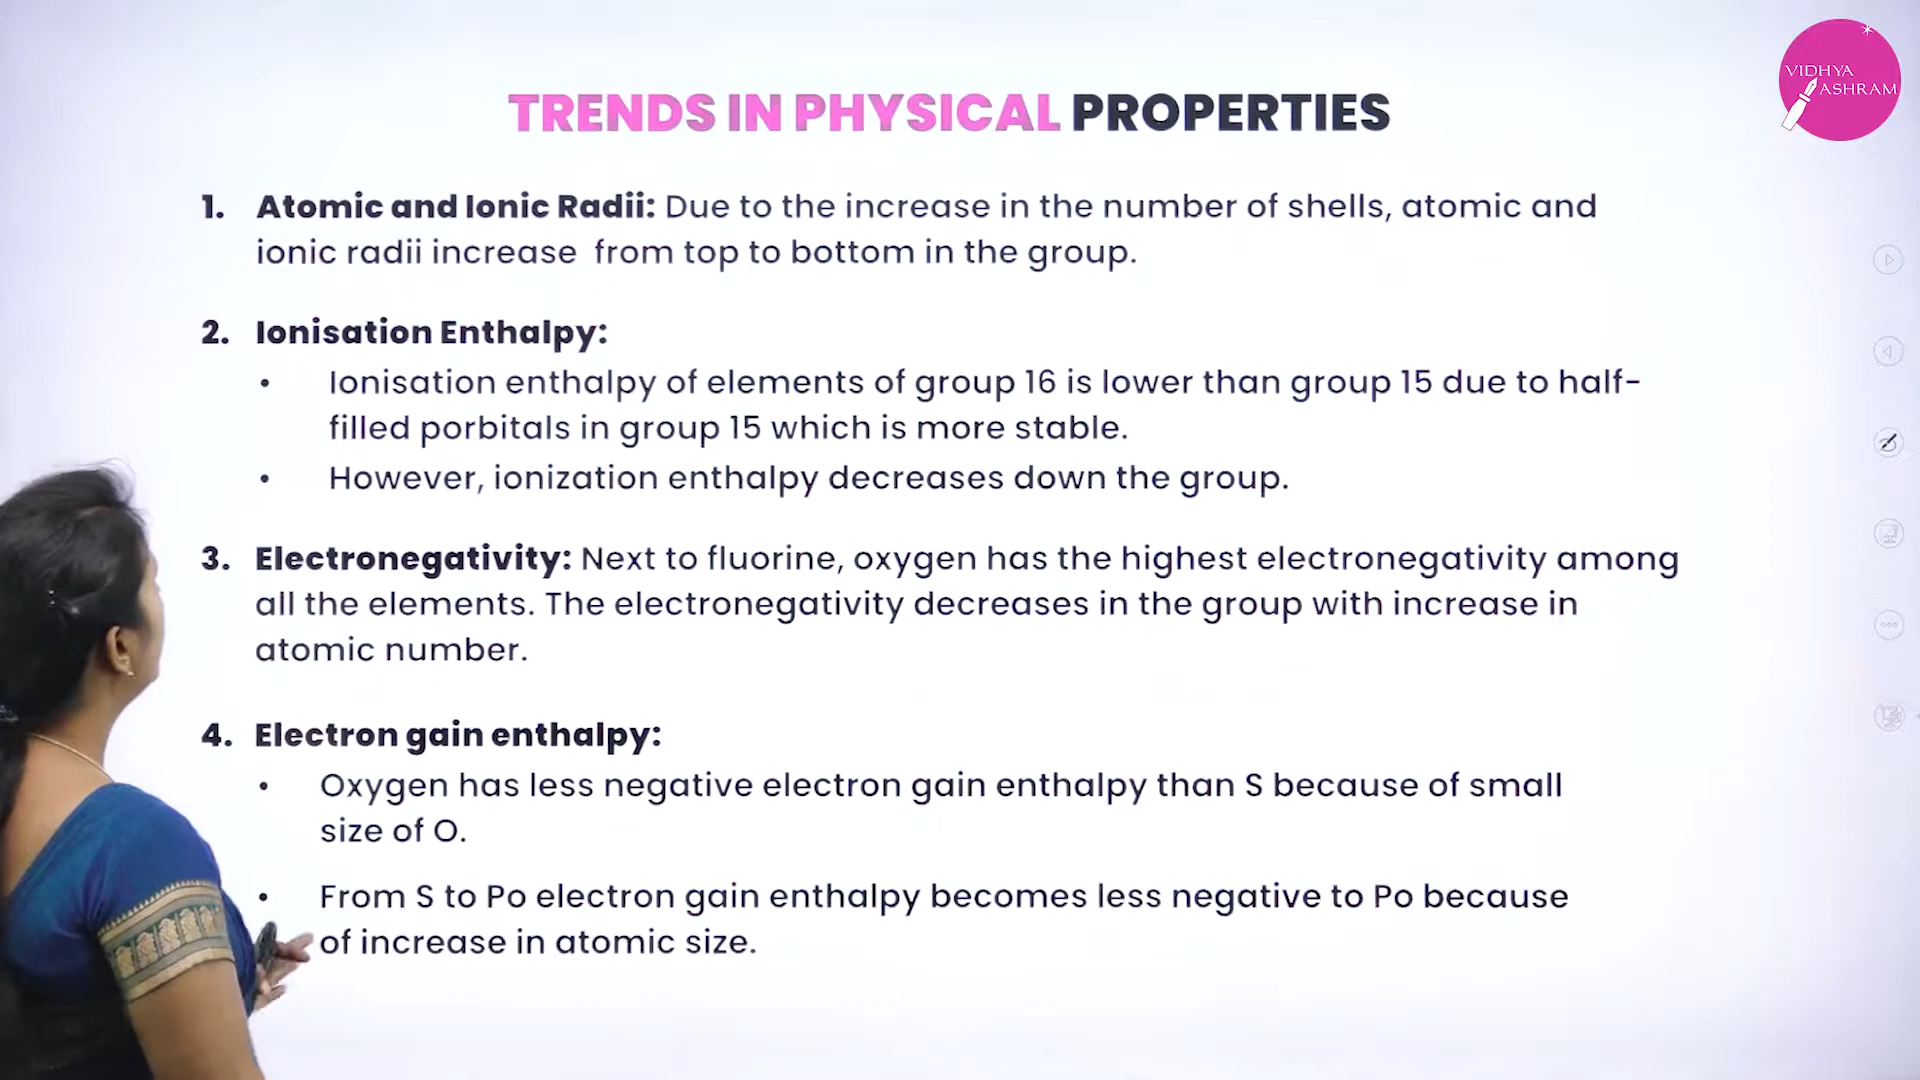 VIDHYA
ASHRAM
TRENDS IN PHYSICAL PROPERTIES
1. Atomic and Ionic Radii: Due to the increase in the number of shells, atomic and
ionic radii increase from top to bottom in the group.
2. Ionisation Enthalpy:
• Ionisation enthalpy of elements of group 16 is lower than group 15 due to half-
filled porbitals in group 15 which is more stable.
• However, ionization enthalpy decreases down the group.
3. Electronegativity: Next to fluorine, oxygen has the highest electronegativity among
all the elements. The electronegativity decreases in the group with increase in
atomic number.
4. Electron gain enthalpy:
• Oxygen has less negative electron gain enthalpy than S because of small
size of O.
• From S to Po electron gain enthalpy becomes less negative to Po because
of increase in atomic size.